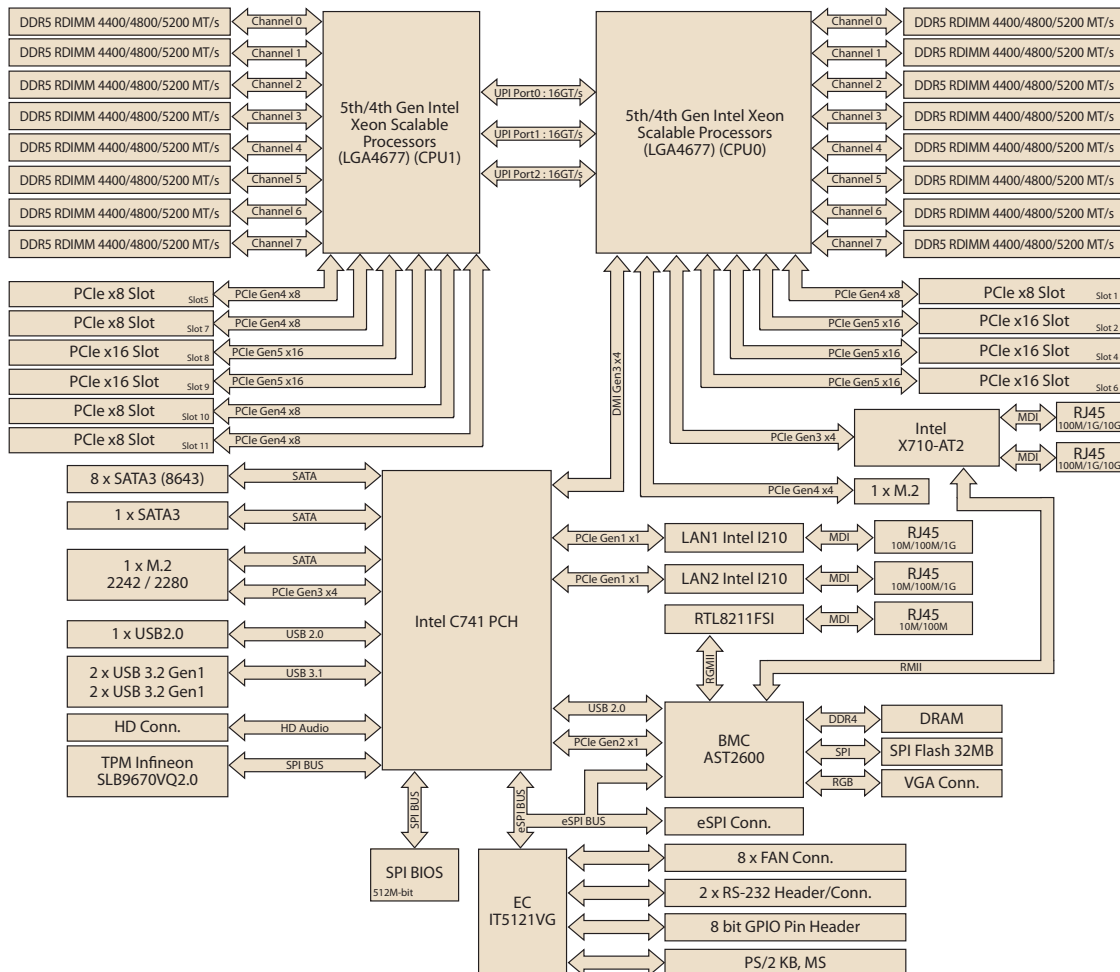 DDR5 RDIMM 4400/4800/5200 MT/s
Channel 0
DDR5 RDIMM 4400/4800/5200 MT/s
Channel 1
DDR5 RDIMM 4400/4800/5200 MT/s
Channel 2
DDR5 RDIMM 4400/4800/5200 MT/s
Channel 3
DDR5 RDIMM 4400/4800/5200 MT/s
Channel 4
DDR5 RDIMM 4400/4800/5200 MT/s
Channel 5
DDR5 RDIMM 4400/4800/5200 MT/s
Channel 6
DDR5 RDIMM 4400/4800/5200 MT/s
Channel 7
5th/4th Gen Intel
Xeon Scalable
Processors
(LGA4677) (CPU1)
UPI Port0 : 16GT/s
UPI Port1 : 16GT/s
UPI Port2 : 16GT/s
5th/4th Gen Intel Xeon
Scalable Processors
(LGA4677) (CPU0)
Channel 0
DDR5 RDIMM 4400/4800/5200 MT/s
Channel 1
DDR5 RDIMM 4400/4800/5200 MT/s
Channel 2
DDR5 RDIMM 4400/4800/5200 MT/s
Channel 3
DDR5 RDIMM 4400/4800/5200 MT/s
Channel 4
DDR5 RDIMM 4400/4800/5200 MT/s
Channel 5
DDR5 RDIMM 4400/4800/5200 MT/s
Channel 6
DDR5 RDIMM 4400/4800/5200 MT/s
Channel 7
DDR5 RDIMM 4400/4800/5200 MT/s
PCIe x8 Slot Slot5
PCIe Gen4 x8
PCIe x8 Slot Slot 7
PCIe Gen4 x8
PCIe x16 Slot Slot 8
PCIe Gen5 x16
PCIe x16 Slot Slot 9
PCIe Gen5 x16
PCIe x8 Slot Slot 10
PCIe Gen4 x8
PCIe x8 Slot Slot 11
PCIe Gen4 x8
DMI Gen3 x4
PCIe Gen4 x8
PCIe x8 Slot Slot 1
PCIe Gen5 x16
PCIe x16 Slot Slot 2
PCIe Gen5 x16
PCIe x16 Slot Slot 4
PCIe Gen5 x16
PCIe x16 Slot Slot 6
PCIe Gen3 x4
Intel
X710-AT2
MDI
RJ45
100M/1G/10G
MDI
RJ45
100M/1G/10G
PCIe Gen4 x4
1 x M.2
8 x SATA3 (8643)
SATA
1 x SATA3
SATA
1 x M.2
2242 / 2280
SATA
PCIe Gen3 x4
1 x USB2.0
USB 2.0
2 x USB 3.2 Gen1
2 x USB 3.2 Gen1
USB 3.1
HD Conn.
HD Audio
TPM Infineon
SLB9670VQ2.0
SPI BUS
Intel C741 PCH
PCIe Gen1 x1
LAN1 Intel I210
MDI
RJ45
10M/100M/1G
PCIe Gen1 x1
LAN2 Intel I210
MDI
RJ45
10M/100M/1G
RTL8211FSI
MDI
RJ45
10M/100M
RGMII
RMII
USB 2.0
PCIe Gen2 x1
BMC
AST2600
DDR4
DRAM
SPI
SPI Flash 32MB
RGB
VGA Conn.
SPI BUS
eSPI BUS
eSPI BUS
eSPI Conn.
SPI BIOS
512M-bit
EC
IT5121VG
8 x FAN Conn.
2 x RS-232 Header/Conn.
8 bit GPIO Pin Header
PS/2 KB, MS